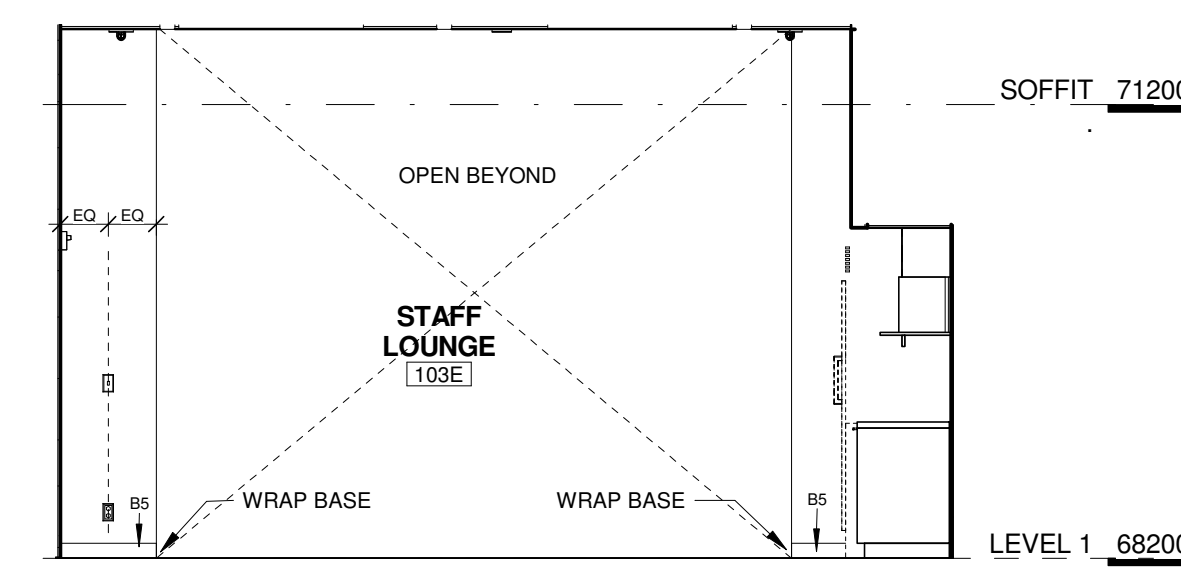 SOFFIT 71200
OPEN BEYOND
EQ EQ
STAFF
LOUNGE
103E
B5 WRAP BASE WRAP BASE B5
LEVEL 1 68200